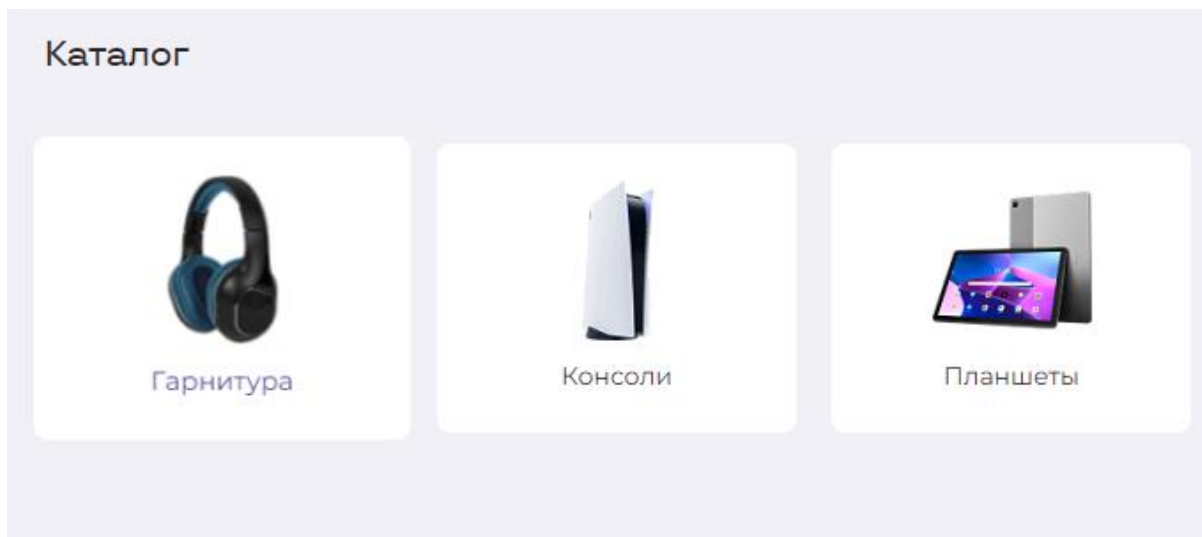 Каталог
Гарнитура
Консоли
Планшеты